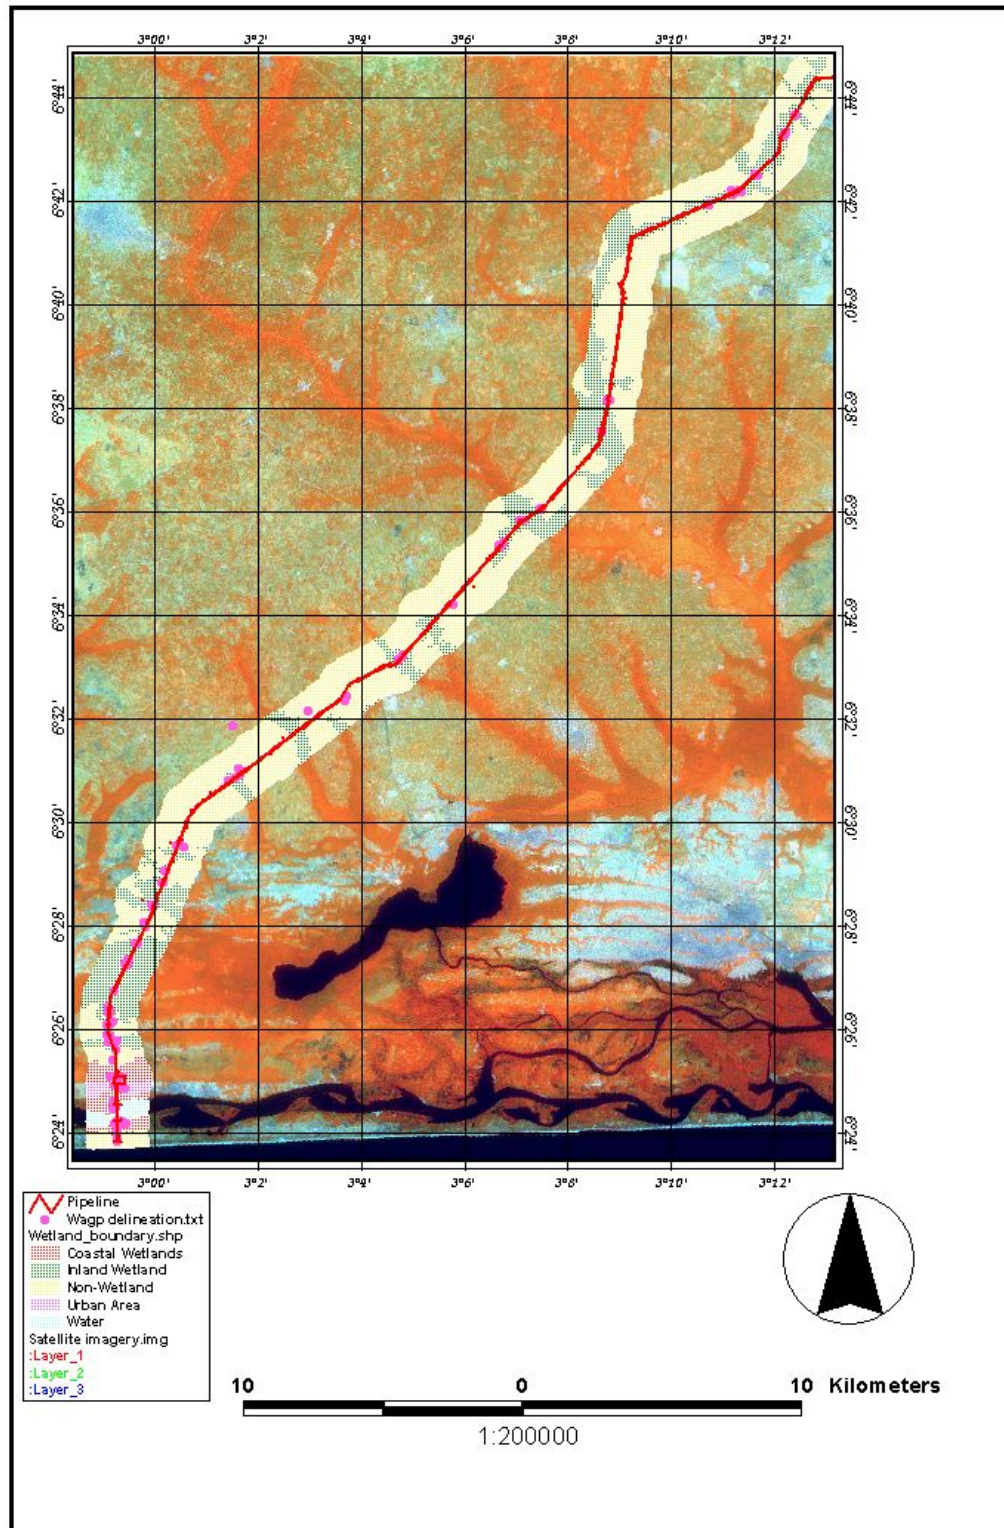 3°00' 3°2' 3°4' 3°6' 3°8' 3°10' 3°12'
6°44' 6°44'
6°42' 6°42'
6°40' 6°40'
6°38' 6°38'
6°36' 6°36'
6°34' 6°34'
6°32' 6°32'
6°30' 6°30'
6°28' 6°28'
6°26' 6°26'
6°24' 6°24'
3°00' 3°2' 3°4' 3°6' 3°8' 3°10' 3°12'
Pipeline
Wagp delineation.txt
Wetland_boundary.shp
Coastal Wetlands
Inland Wetland
Non-Wetland
Urban Area
Water
Satellite imagery.img
:Layer_1
:Layer_2
:Layer_3
10 0 10 Kilometers
1:200000